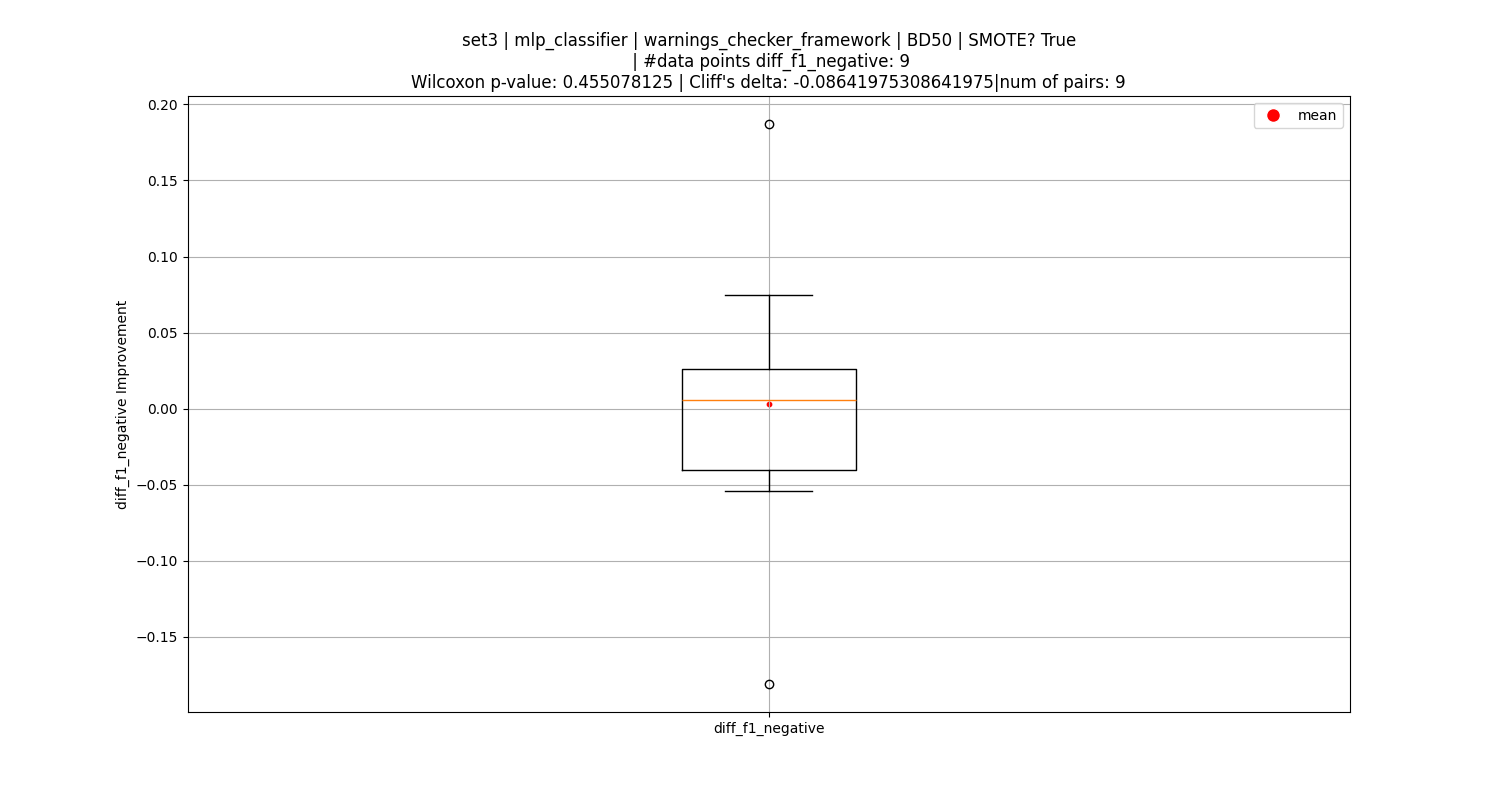 set3 | mlp_classifier | warnings_checker_framework | BD50 | SMOTE? True
| #data points diff_f1_negative: 9
Wilcoxon p-value: 0.455078125 | Cliff's delta: -0.08641975308641975|num of pairs: 9
mean
0.20
0.15
0.10
0.05
0.00
−0.05
−0.10
−0.15
diff_f1_negative Improvement
diff_f1_negative